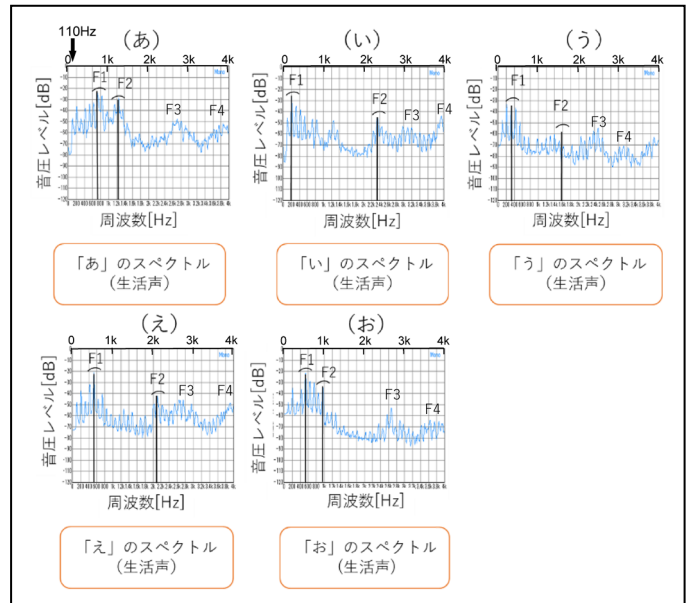 110Hz
(あ)
0 1k 2k 3k 4k
F1 F2 F3 F4
音圧レベル[dB]
周波数[Hz]
「あ」のスペクトル
(生活声)
(い)
0 1k 2k 3k 4k
F1 F2 F3 F4
音圧レベル[dB]
周波数[Hz]
「い」のスペクトル
(生活声)
(う)
0 1k 2k 3k 4k
F1 F2 F3 F4
音圧レベル[dB]
周波数[Hz]
「う」のスペクトル
(生活声)
(え)
0 1k 2k 3k 4k
F1 F2 F3 F4
音圧レベル[dB]
周波数[Hz]
「え」のスペクトル
(生活声)
(お)
0 1k 2k 3k 4k
F1 F2 F3 F4
音圧レベル[dB]
周波数[Hz]
「お」のスペクトル
(生活声)